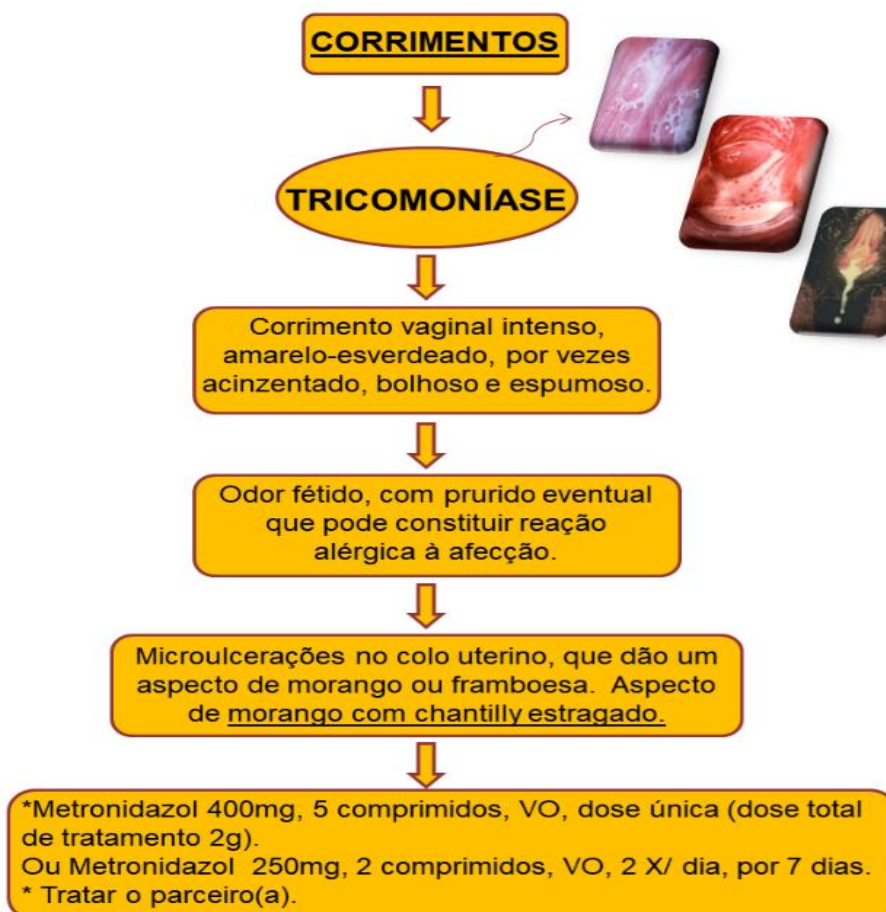 CORRIMENTOS
TRICOMONÍASE
Corrimento vaginal intenso,
amarelo-esverdeado, por vezes
acinzentado, bolhoso e espumoso.
Odor fétido, com prurido eventual
que pode constituir reação
alérgica à afecção.
Microulcerações no colo uterino, que dão um
aspecto de morango ou framboesa. Aspecto
de morango com chantilly estragado.
*Metronidazol 400mg, 5 comprimidos, VO, dose única (dose total
de tratamento 2g).
Ou Metronidazol 250mg, 2 comprimidos, VO, 2 X/ dia, por 7 dias.
* Tratar o parceiro(a).